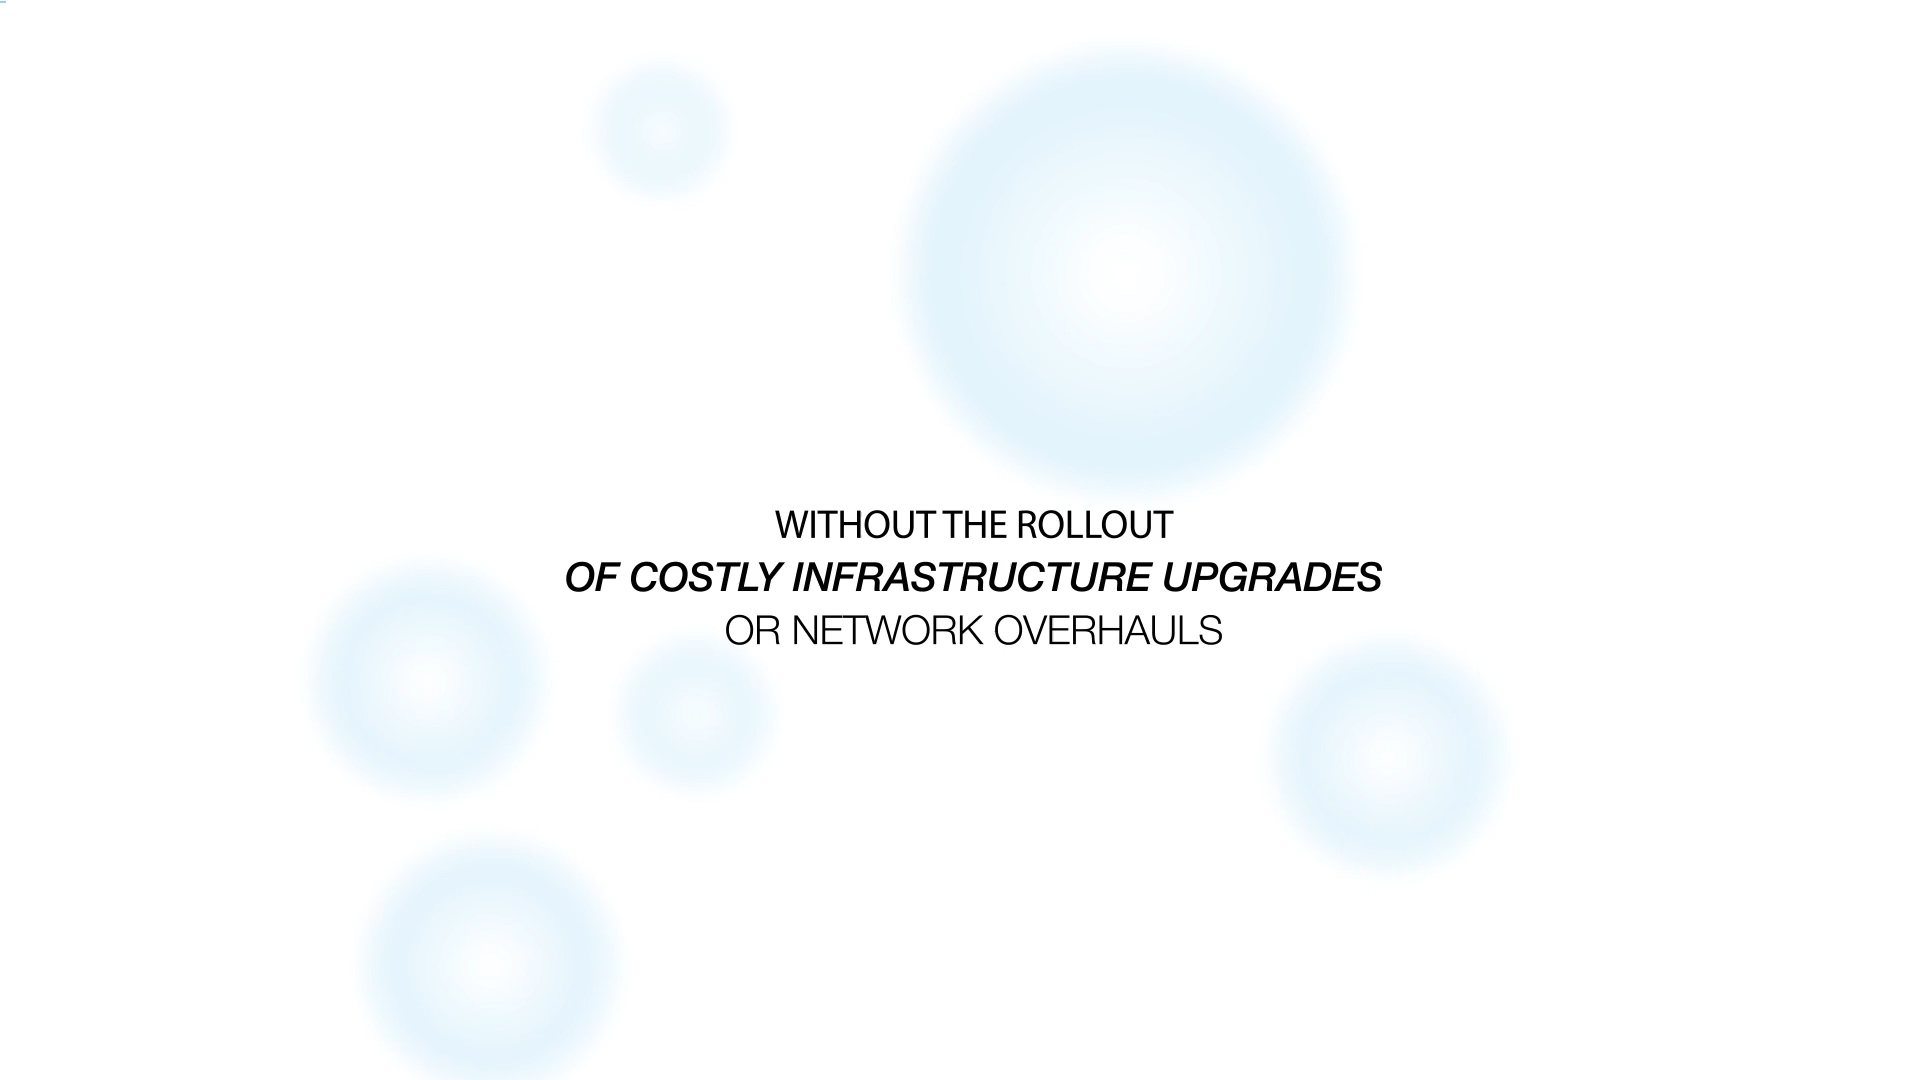 WITHOUT THE ROLLOUT
OF COSTLY INFRASTRUCTURE UPGRADES
OR NETWORK OVERHAULS